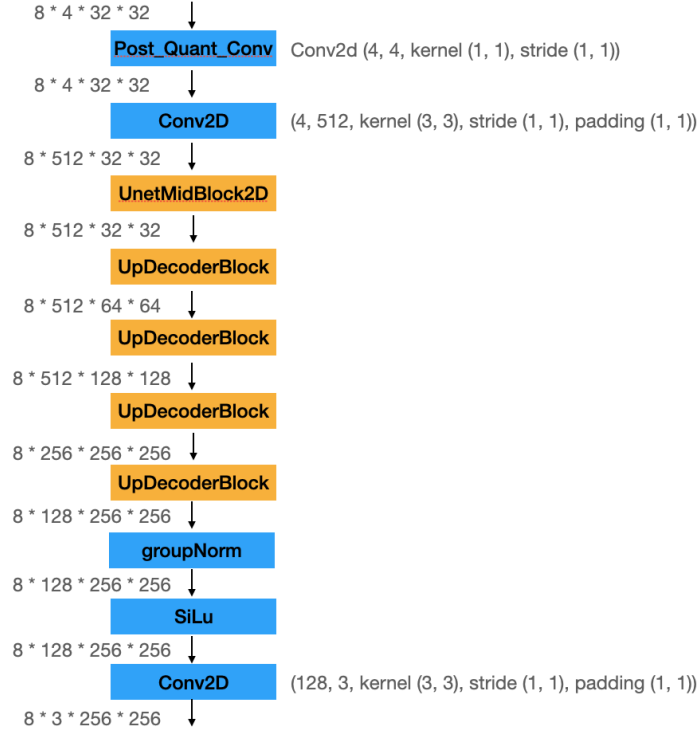 8 * 4 * 32 * 32
Post_Quant_Conv Conv2d (4, 4, kernel (1, 1), stride (1, 1))
8 * 4 * 32 * 32
Conv2D (4, 512, kernel (3, 3), stride (1, 1), padding (1, 1))
8 * 512 * 32 * 32
UnetMidBlock2D
8 * 512 * 32 * 32
UpDecoderBlock
8 * 512 * 64 * 64
UpDecoderBlock
8 * 512 * 128 * 128
UpDecoderBlock
8 * 256 * 256 * 256
UpDecoderBlock
8 * 128 * 256 * 256
groupNorm
8 * 128 * 256 * 256
SiLu
8 * 128 * 256 * 256
Conv2D (128, 3, kernel (3, 3), stride (1, 1), padding (1, 1))
8 * 3 * 256 * 256